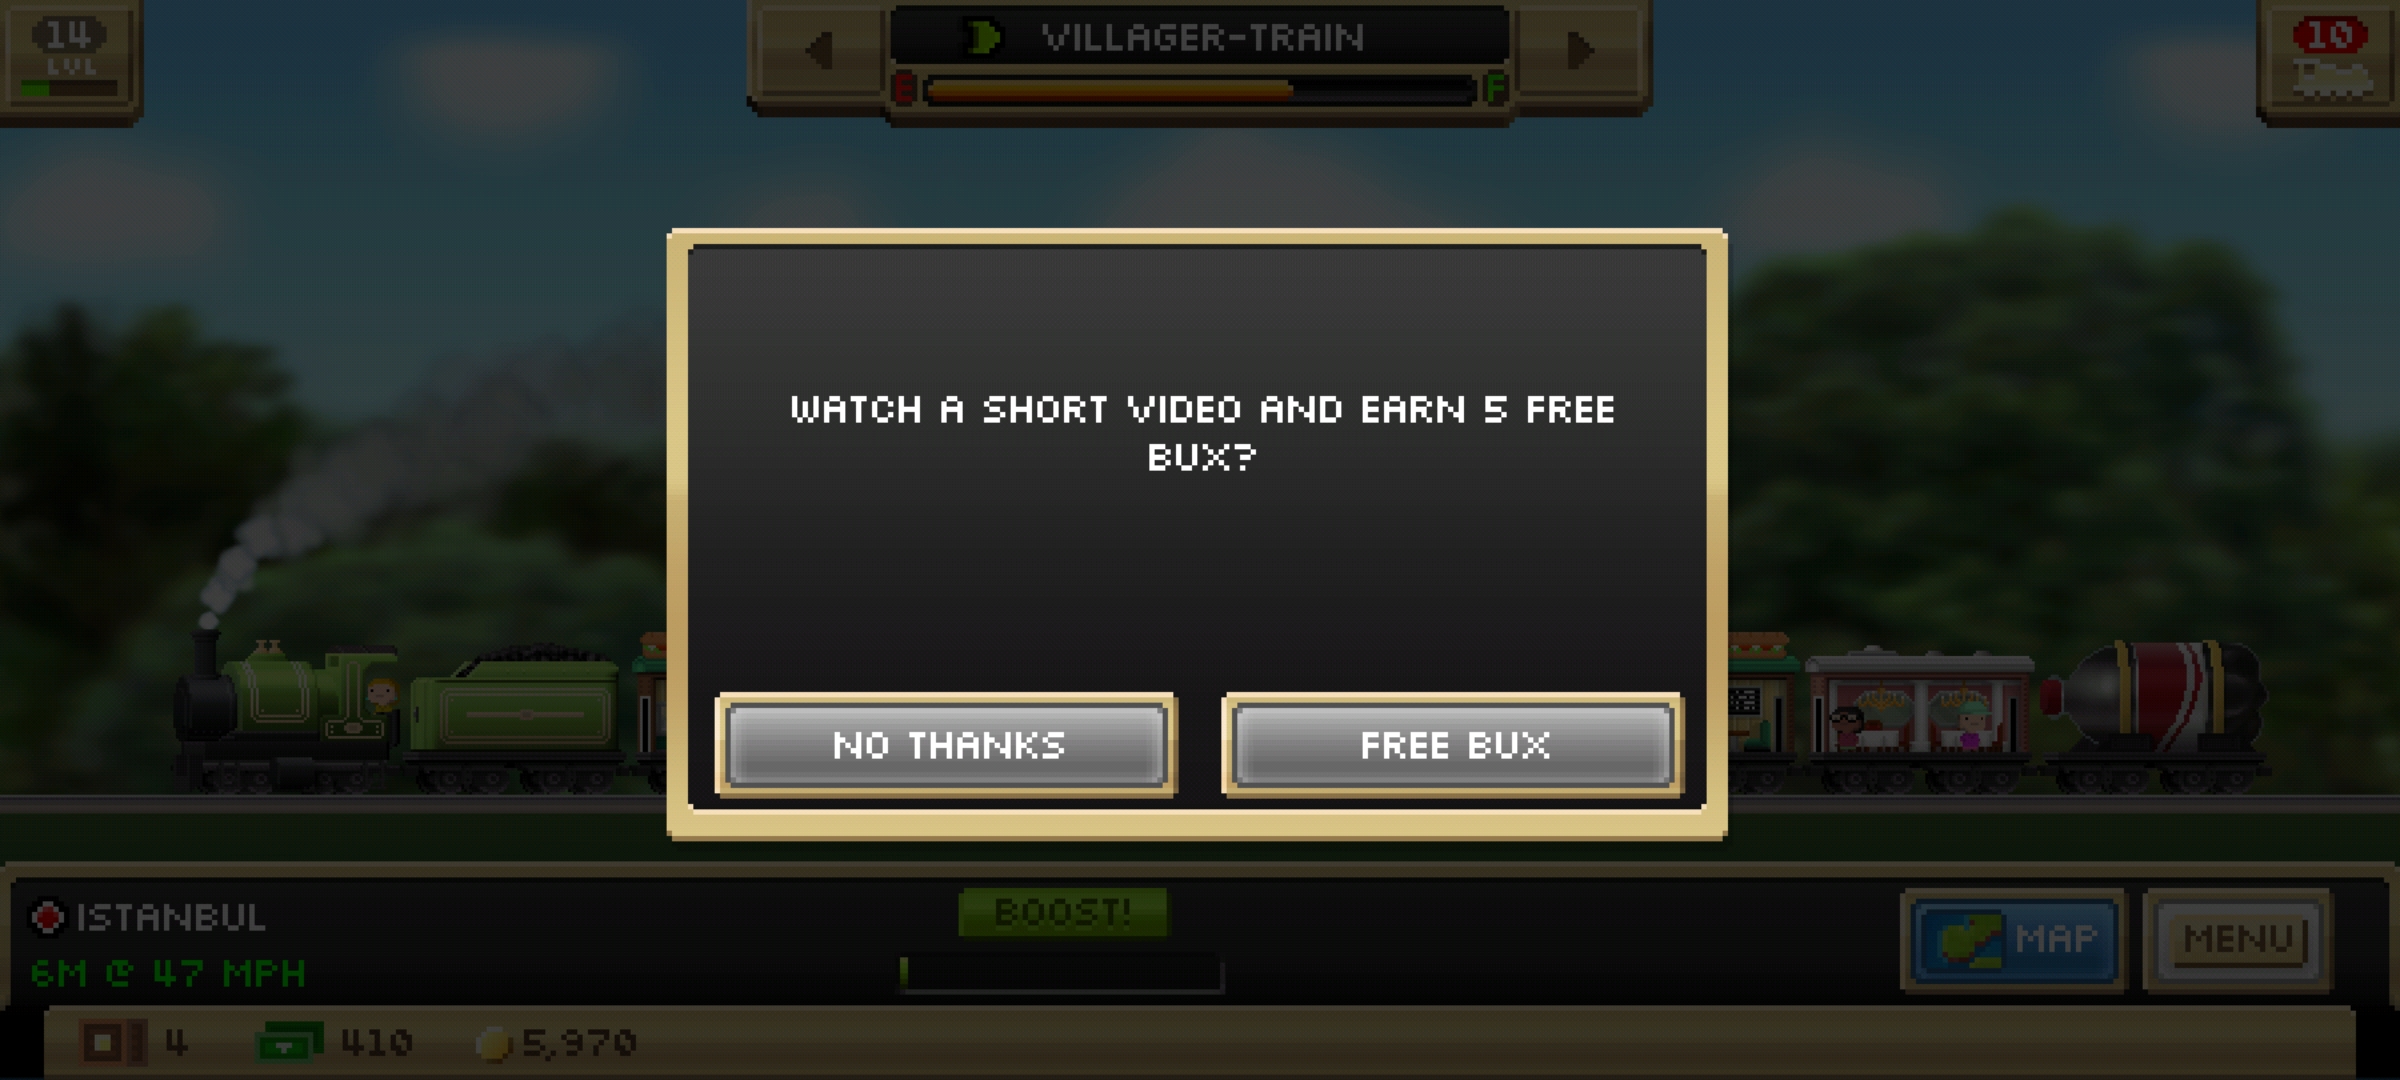 14
LVL
VILLAGER-TRAIN
E F
10
WATCH A SHORT VIDEO AND EARN 5 FREE
BUX?
NO THANKS
FREE BUX
ISTANBUL
6M @ 47 MPH
BOOST!
MAP
MENU
4
410
5,970